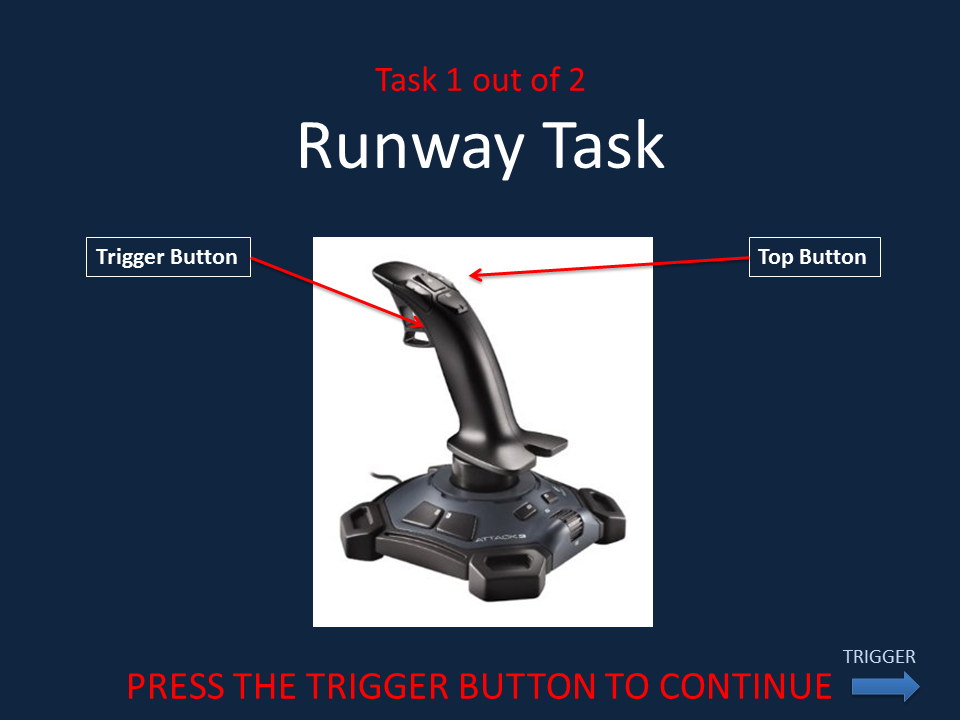 Task 1 out of 2
Runway Task
Trigger Button
Top Button
ATTACK3
TRIGGER
PRESS THE TRIGGER BUTTON TO CONTINUE